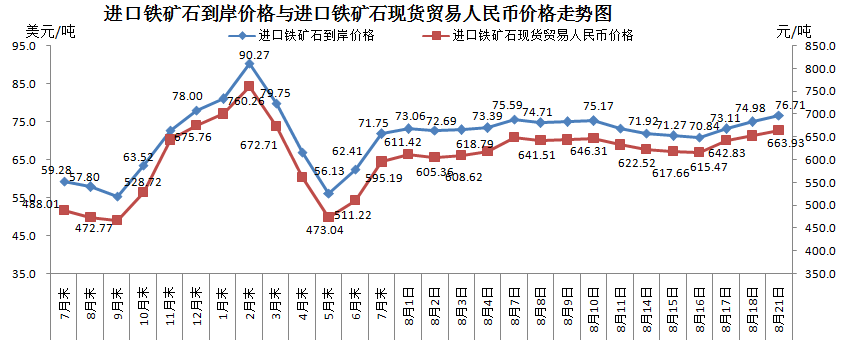 进口铁矿石到岸价格与进口铁矿石现货贸易人民币价格走势图
美元/吨
元/吨
进口铁矿石到岸价格
进口铁矿石现货贸易人民币价格
95.0
85.0
75.0
65.0
55.0
45.0
35.0
850.0
800.0
750.0
700.0
650.0
600.0
550.0
500.0
450.0
400.0
350.0
59.28
57.80
63.52
78.00
90.27
79.75
56.13
62.41
71.75
73.06
72.69
73.39
75.59
74.71
75.17
71.92
71.27
70.84
73.11
74.98
76.71
488.01
472.77
528.72
675.76
760.26
672.71
473.04
511.22
595.19
611.42
605.36
608.62
618.79
641.51
646.31
622.52
617.66
615.47
642.83
663.93
7月末
8月末
9月末
10月末
11月末
12月末
1月末
2月末
3月末
4月末
5月末
6月末
7月末
8月1日
8月2日
8月3日
8月4日
8月7日
8月8日
8月9日
8月10日
8月11日
8月14日
8月15日
8月16日
8月17日
8月18日
8月21日